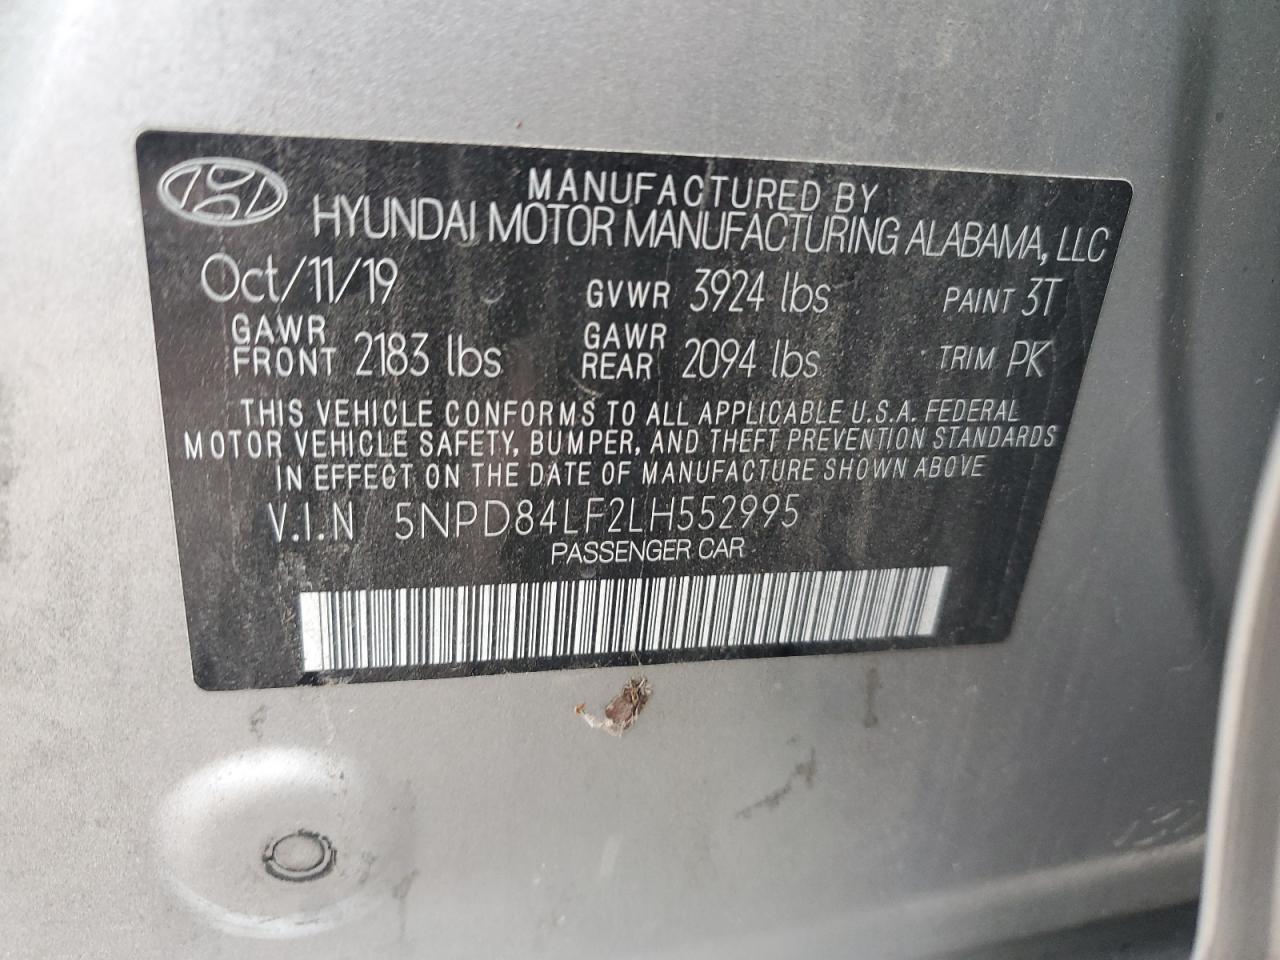 MANUFACTURED BY
HYUNDAI MOTOR MANUFACTURING ALABAMA, LLC
Oct/11/19 GVWR 3924 lbs PAINT 3T
GAWR FRONT 2183 lbs GAWR REAR 2094 lbs TRIM PK
THIS VEHICLE CONFORMS TO ALL APPLICABLE U.S.A. FEDERAL
MOTOR VEHICLE SAFETY, BUMPER, AND THEFT PREVENTION STANDARDS
IN EFFECT ON THE DATE OF MANUFACTURE SHOWN ABOVE
V.I.N 5NPD84LF2LH552995
PASSENGER CAR